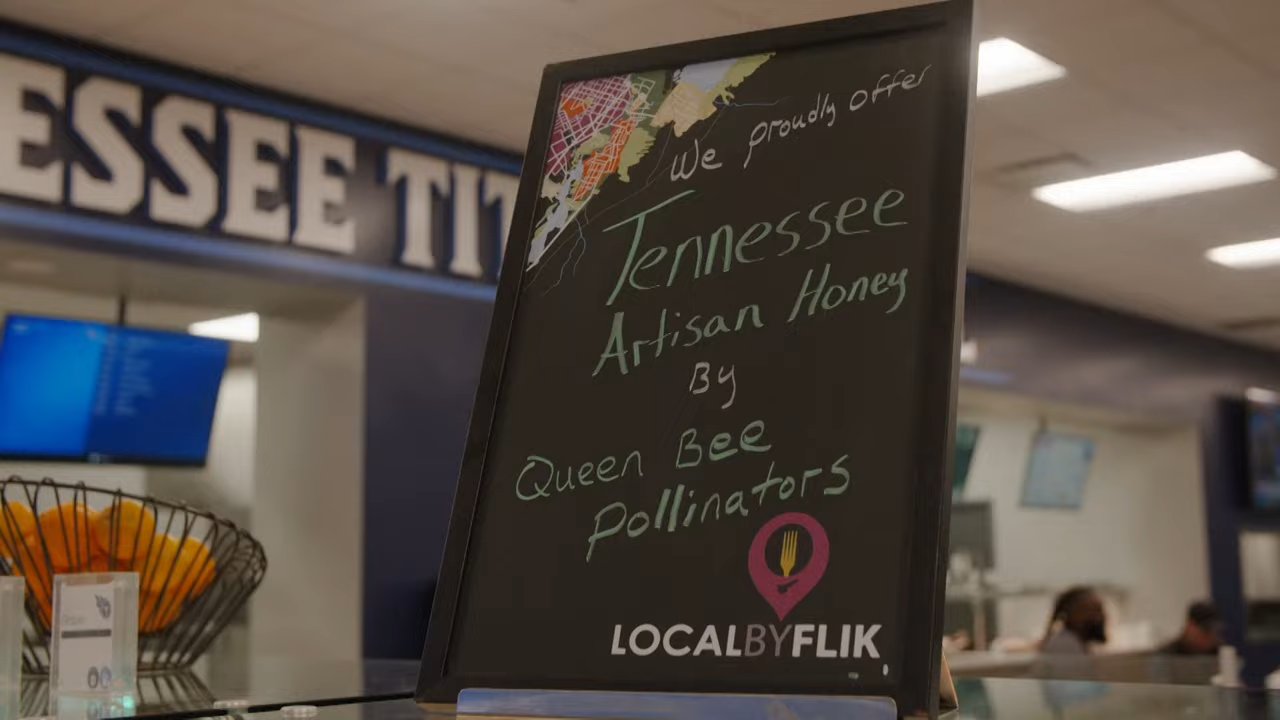 ESSEE TIT
We proudly offer
Tennessee
Artisan Honey
By
Queen Bee
Pollinators
LOCALBYFLIK